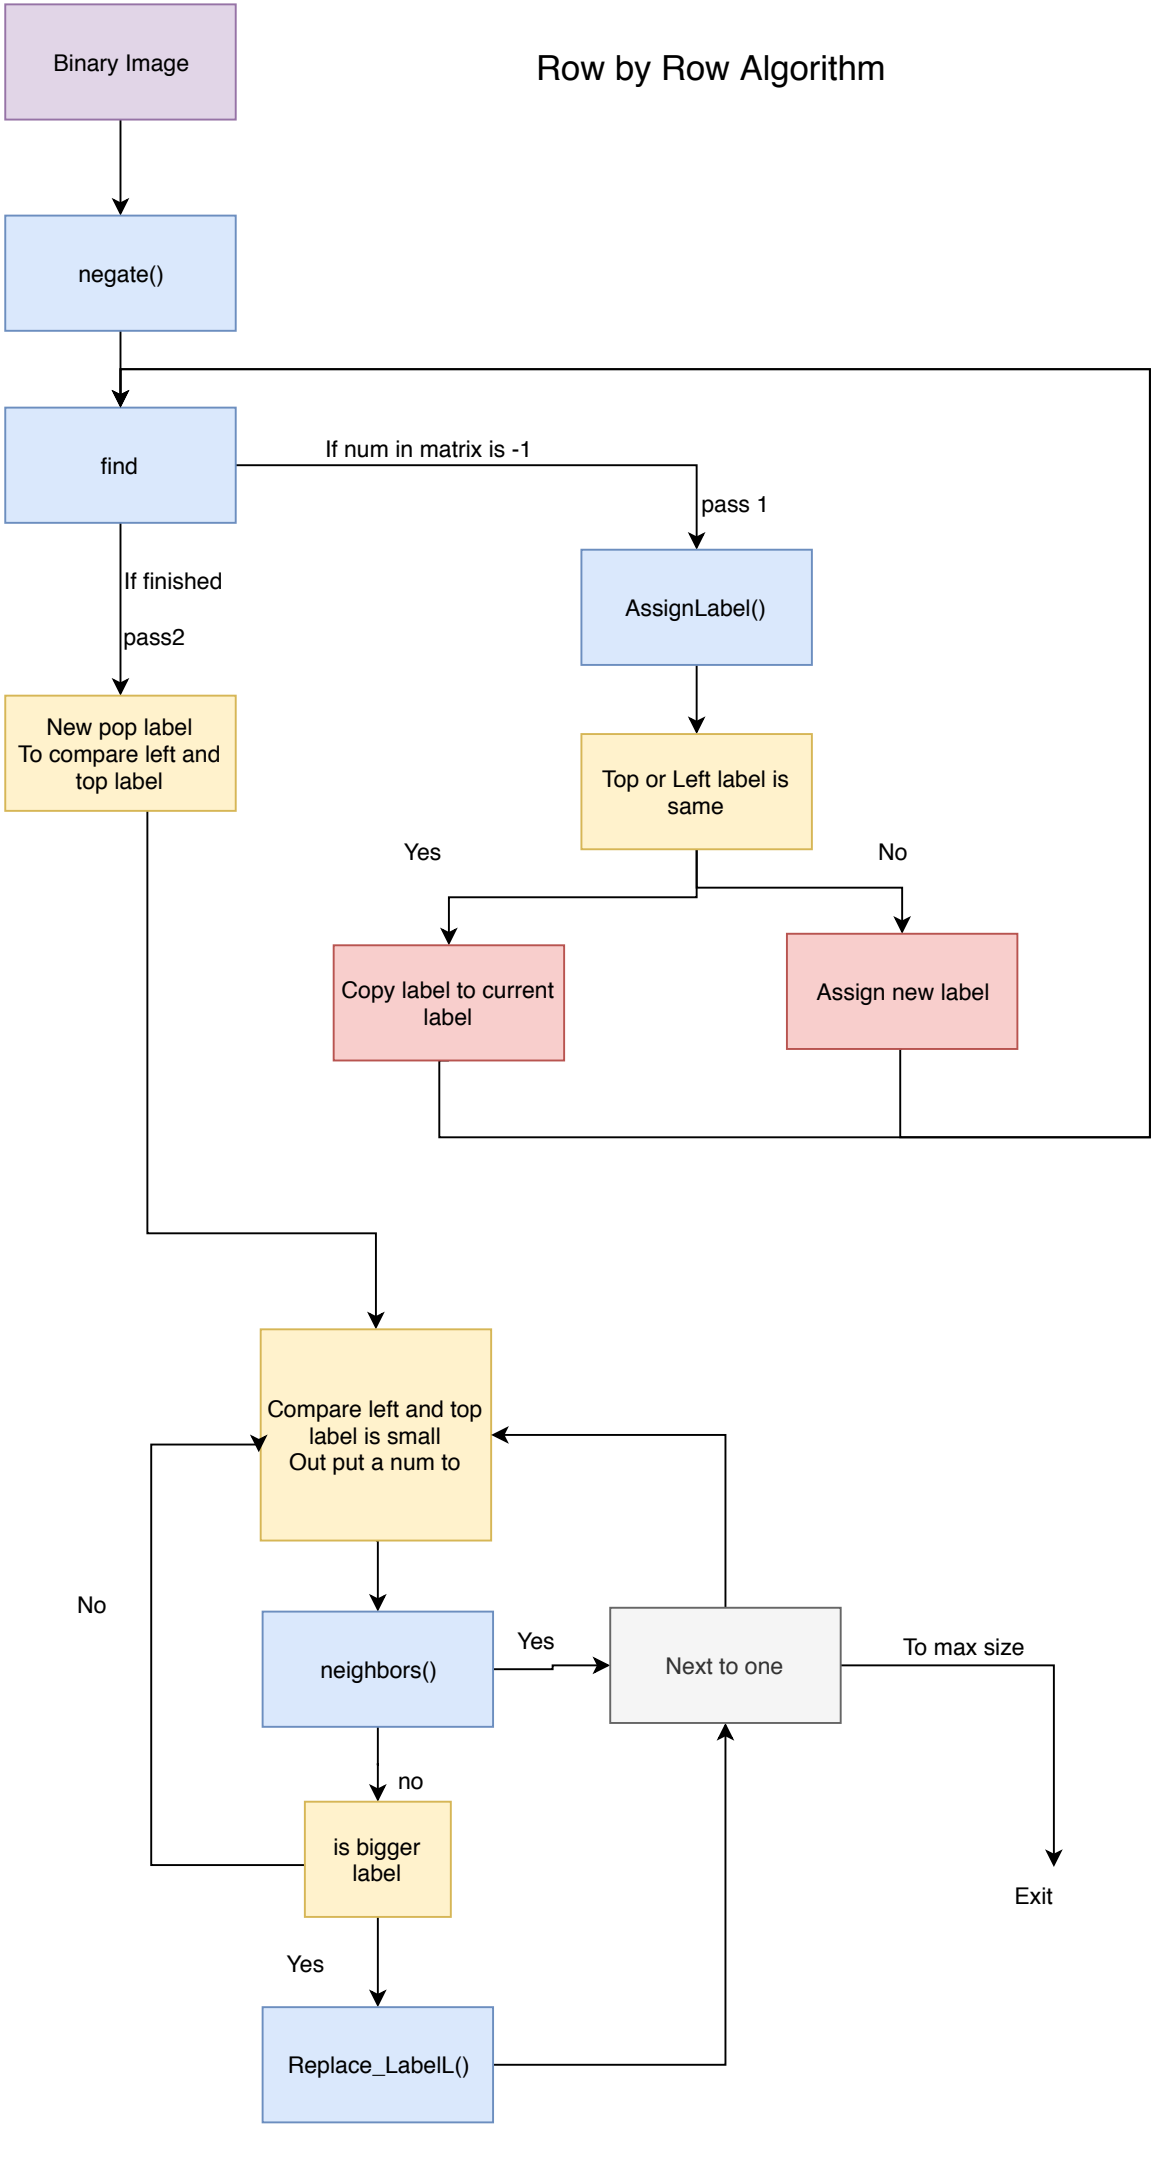 Binary Image
Row by Row Algorithm
negate()
find
If num in matrix is -1
pass 1
If finished
pass2
AssignLabel()
New pop label
To compare left and
top label
Top or Left label is
same
Yes
No
Copy label to current
label
Assign new label
Compare left and top
label is small
Out put a num to
No
neighbors()
Yes
Next to one
To max size
no
is bigger
label
Exit
Yes
Replace_LabelL()